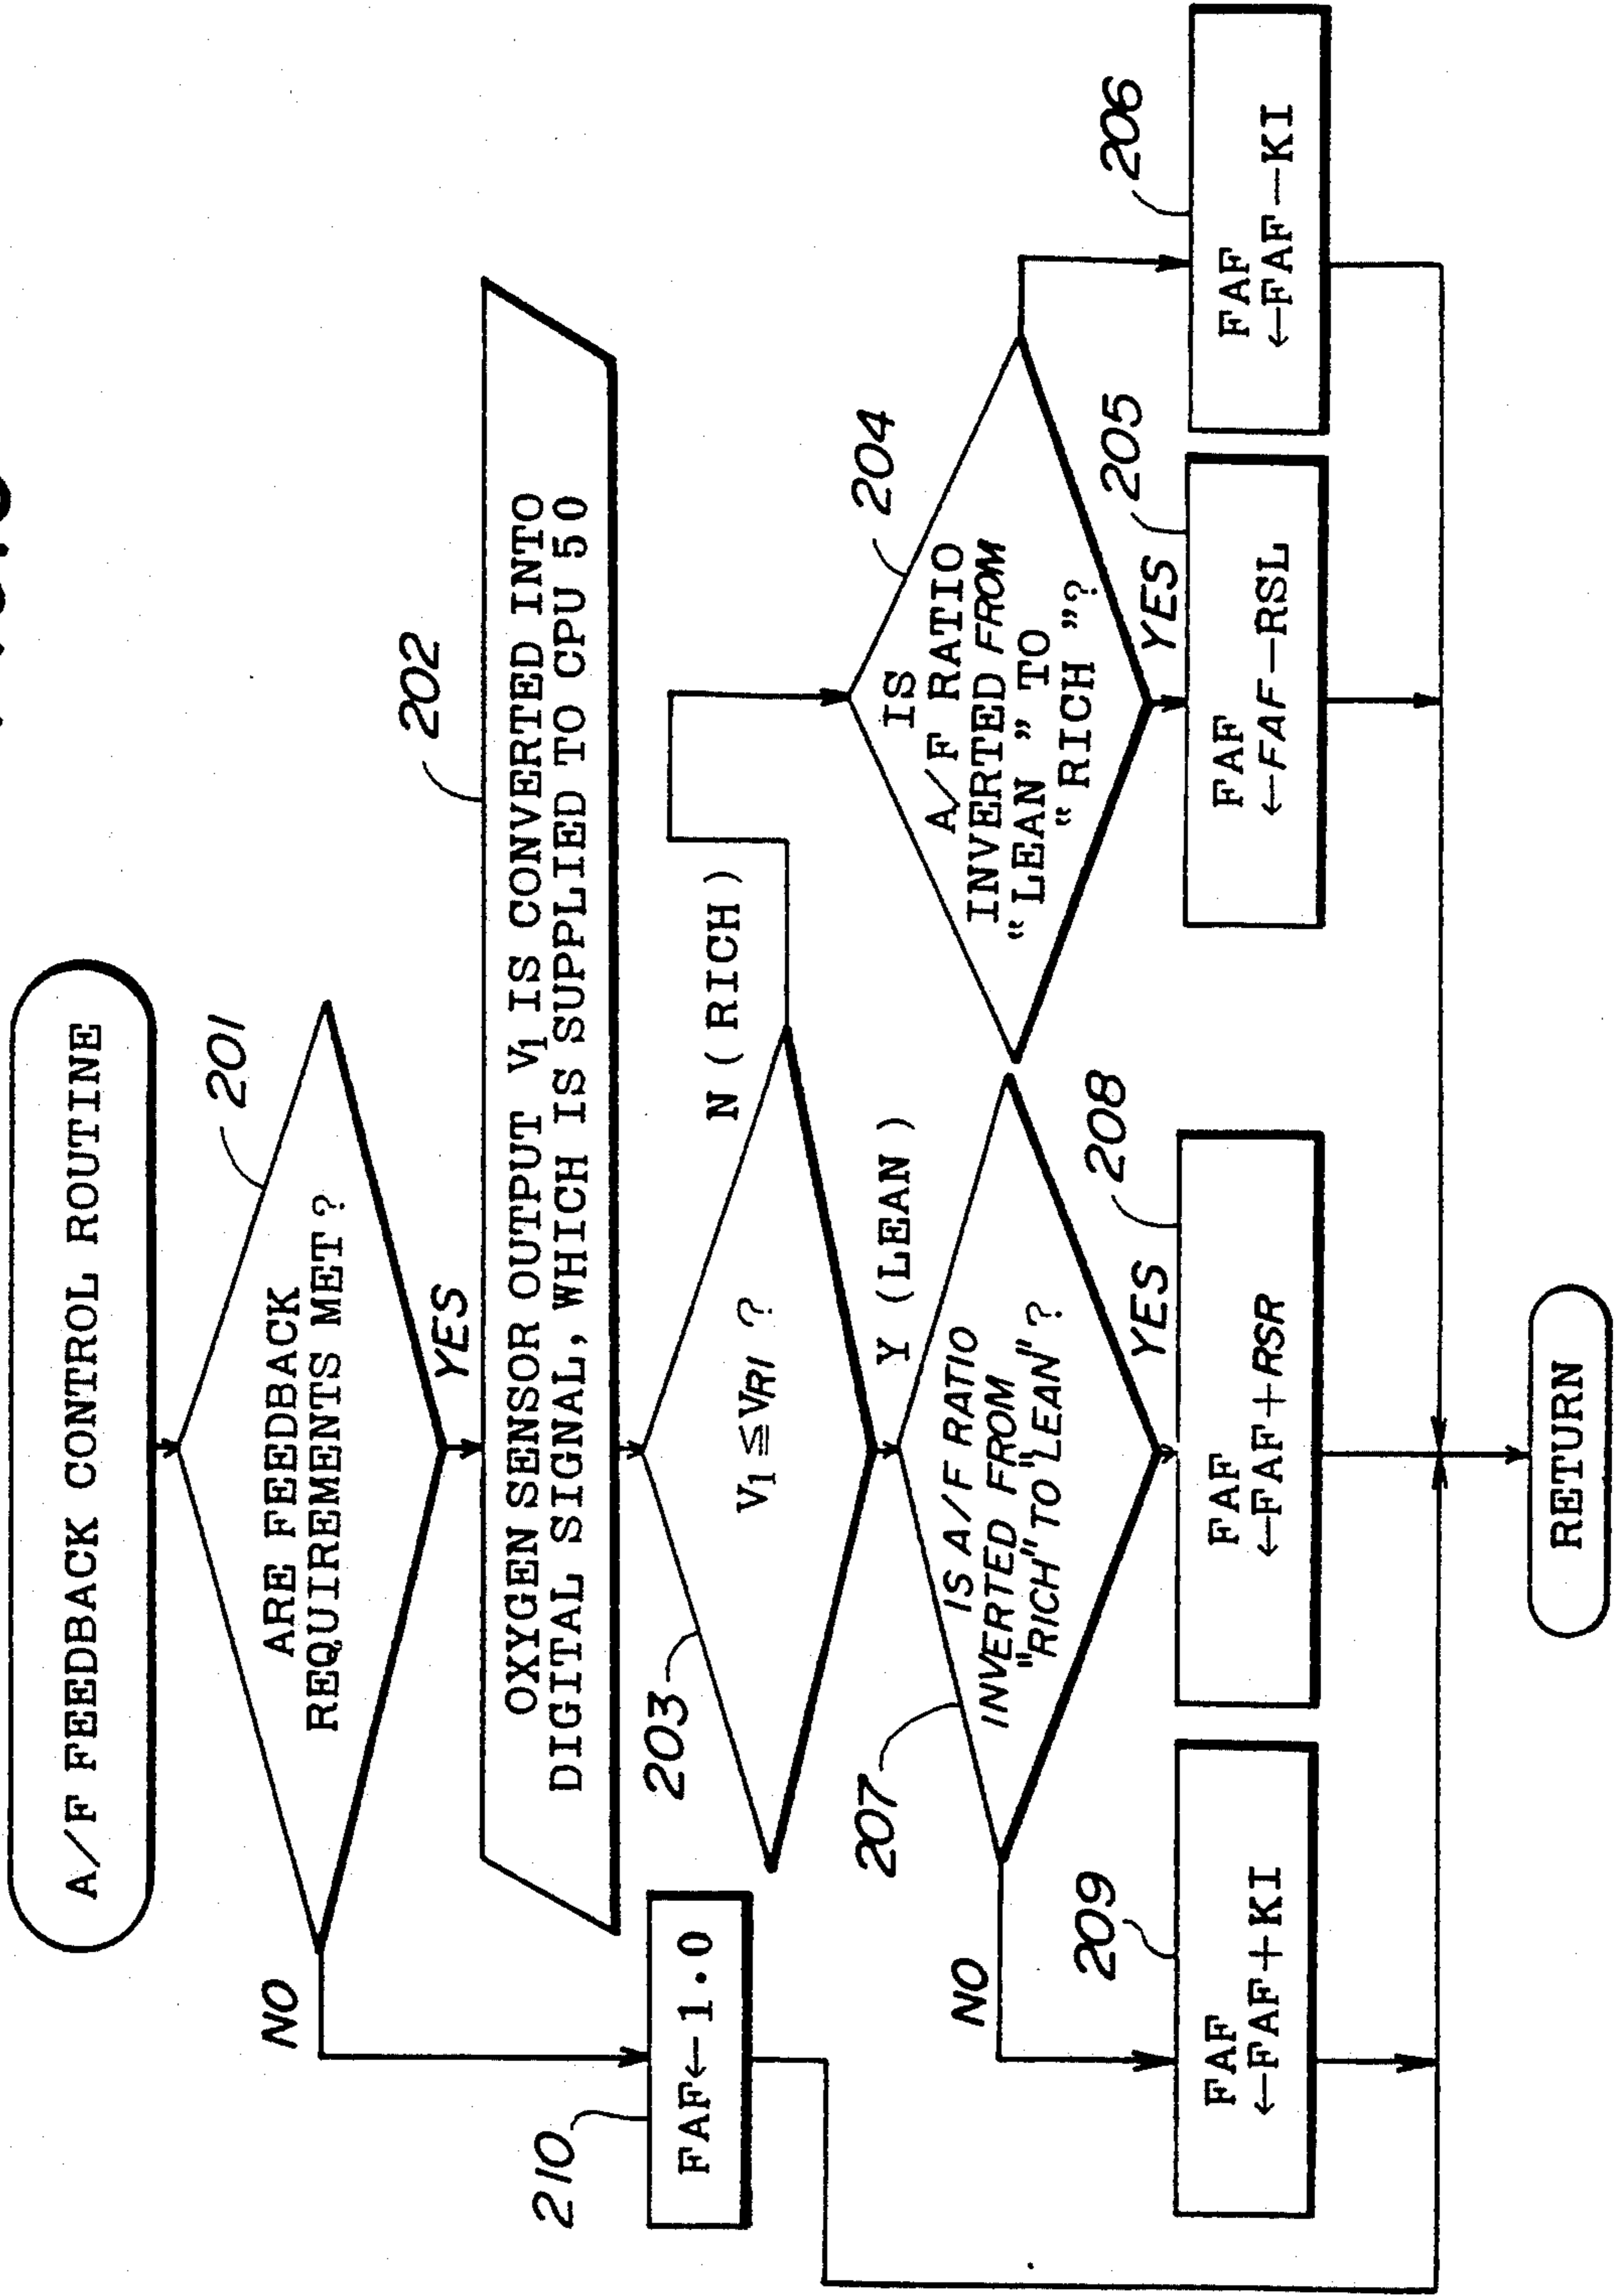 A/F FEEDBACK CONTROL ROUTINE
201
ARE FEEDBACK
REQUIREMENTS MET?
NO
YES
202
OXYGEN SENSOR OUTPUT V1 IS CONVERTED INTO
DIGITAL SIGNAL, WHICH IS SUPPLIED TO CPU 50
210
FAF←1.0
203
V1≦VR1 ?
N (RICH)
Y (LEAN)
204
IS
A/F RATIO
INVERTED FROM
“LEAN” TO
“RICH”?
207
IS A/F RATIO
INVERTED FROM
"RICH" TO "LEAN"?
NO
YES
YES
209
FAF
←FAF+KI
208
FAF
←FAF+RSR
205
FAF
←FAF-RSL
206
FAF
←FAF-KI
RETURN